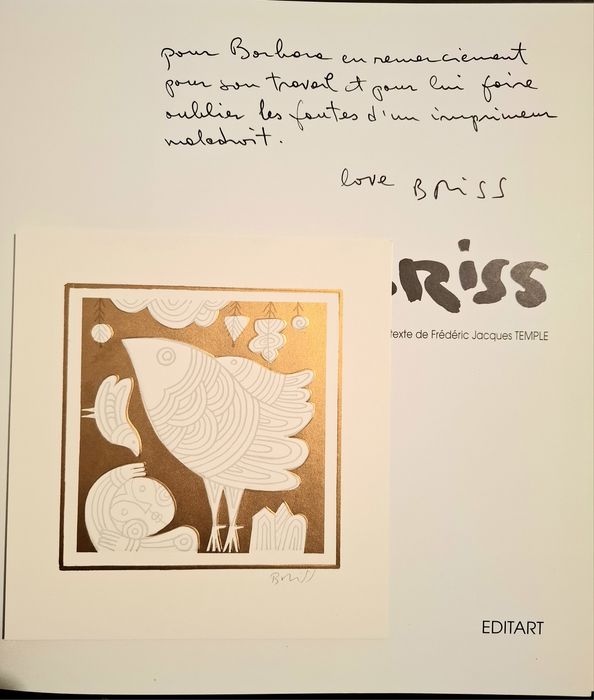 pour Barbara en remerciement
pour son travail et pour lui faire
oublier les fautes d'un imprimeur
maladroit.
love BRiSS
RiSS
texte de Frédéric Jacques TEMPLE
BRiSS
EDITART